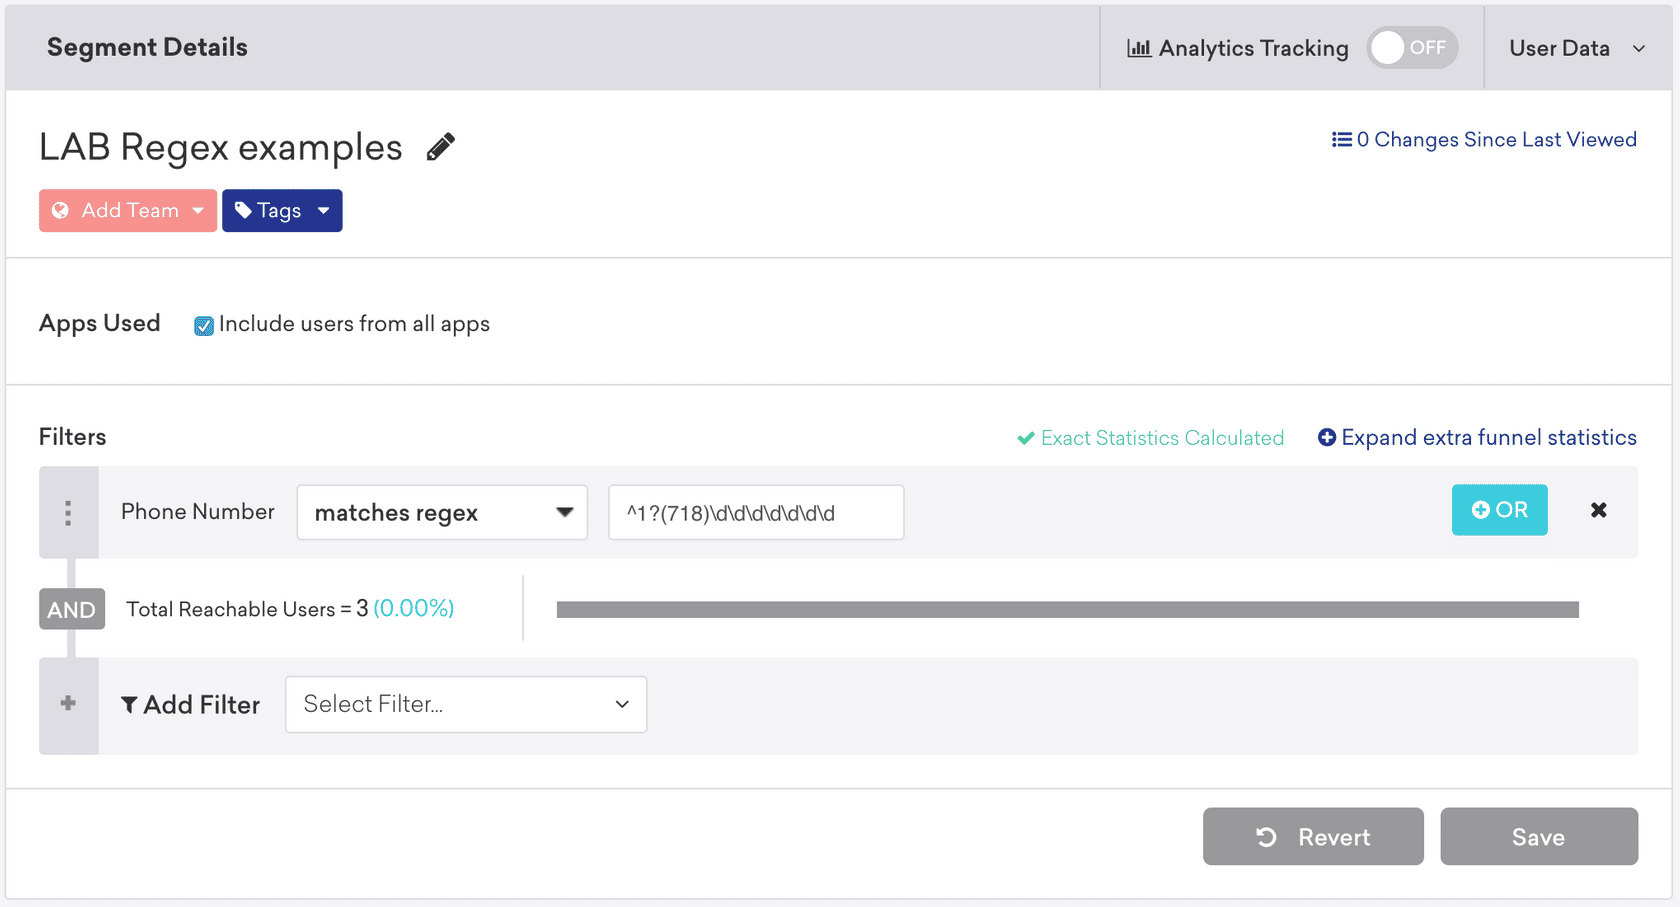 Segment Details
Analytics Tracking OFF
User Data
LAB Regex examples
0 Changes Since Last Viewed
Add Team
Tags
Apps Used
Include users from all apps
Filters
Exact Statistics Calculated
Expand extra funnel statistics
Phone Number
matches regex
^1?(718)\d\d\d\d\d\d\d
OR
AND
Total Reachable Users = 3 (0.00%)
Add Filter
Select Filter...
Revert
Save